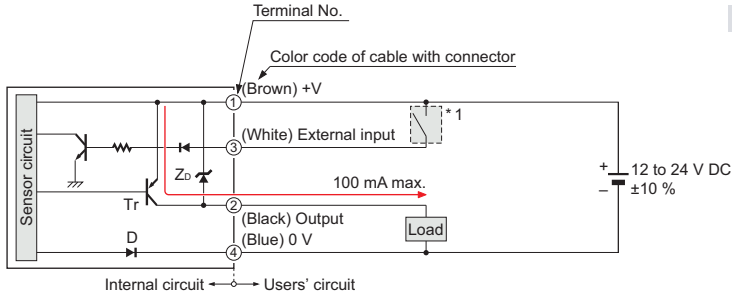 Terminal No.
Color code of cable with connector
(Brown) +V
1
* 1
(White) External input
3
Sensor circuit
ZD
100 mA max.
+
12 to 24 V DC
–
±10 %
Tr
2
(Black) Output
Load
D
(Blue) 0 V
4
Internal circuit
Users' circuit